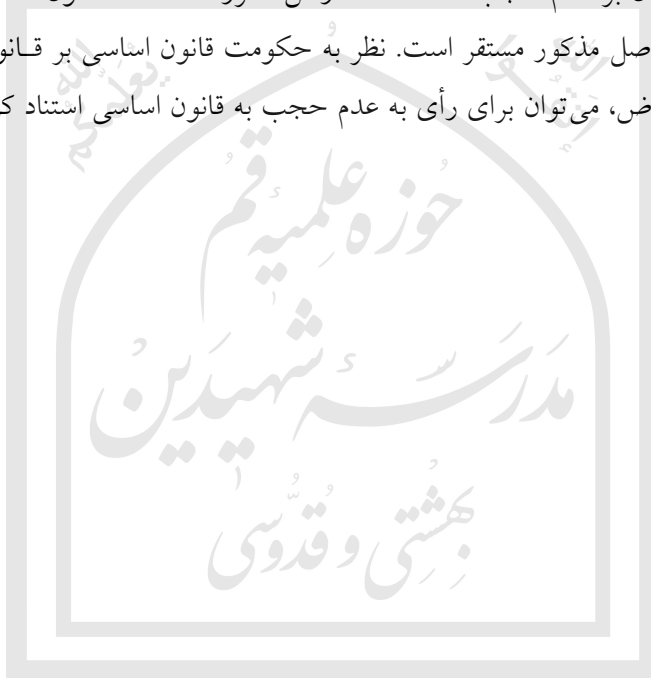 صل مذکور مستقر است. نظر به حکومت قانون اساسی بر قـانو
ض، می‌توان برای رأی به عدم حجب به قانون اساسی استناد ک
حوزه علمیه قم
مدرسه شهیدین
بهشتی و قدوسی